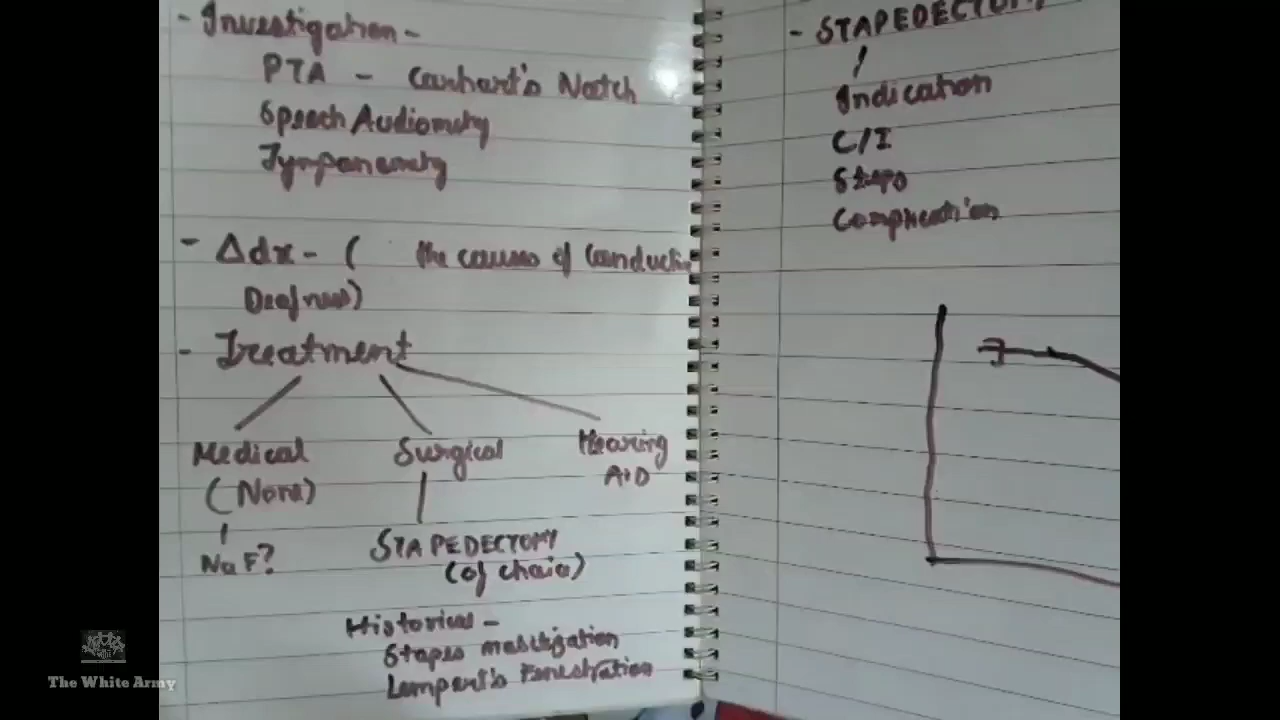 - Investigation -
PTA - Carhart's Notch
Speech Audiometry
Tympanometry
- Δdx - ( the causes of Conductive
Deafness)
- Treatment
Medical
(None)
NaF?
Surgical
STAPEDECTOMY
(of choice)
Hearing
AID
Historical -
Stapes mobilization
Lempert's Fenestration
- STAPEDECTOMY
Indication
C/I
Steps
Complication
The White Army